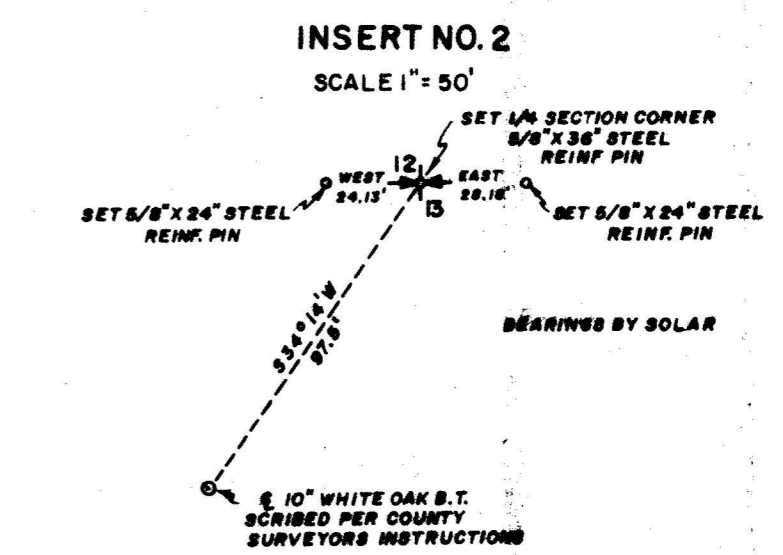 INSERT NO. 2
SCALE 1" = 50'
SET 1/4 SECTION CORNER
5/8" X 36" STEEL
REINF PIN
12
WEST
24.13'
EAST
28.18'
13
SET 5/8" X 24" STEEL
REINF. PIN
SET 5/8" X 24" STEEL
REINF. PIN
S34°14'W
97.5'
BEARINGS BY SOLAR
℄ 10" WHITE OAK B.T.
SCRIBED PER COUNTY
SURVEYORS INSTRUCTIONS